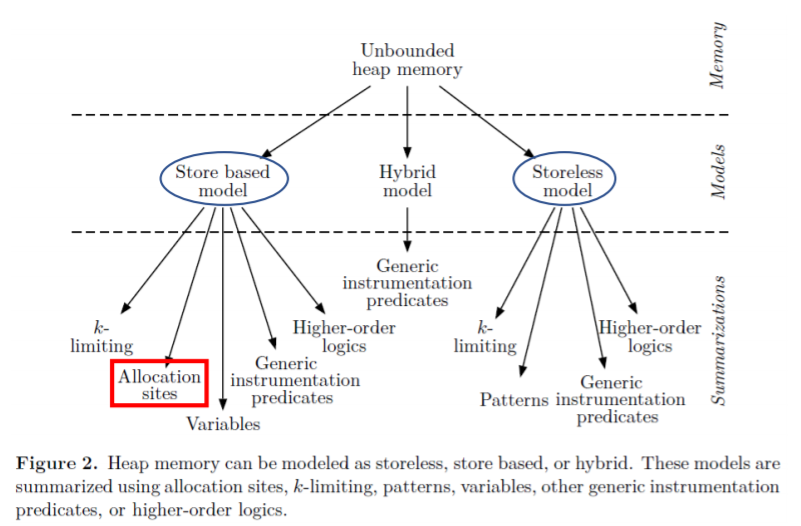 Unbounded
heap memory
Memory
Store based
model
Hybrid
model
Storeless
model
Models
Generic
instrumentation
predicates
k-
limiting
Allocation
sites
Variables
Generic
instrumentation
predicates
Higher-order
logics
k-
limiting
Patterns
Generic
instrumentation
predicates
Higher-order
logics
Summarizations
Figure 2. Heap memory can be modeled as storeless, store based, or hybrid. These models are
summarized using allocation sites, k-limiting, patterns, variables, other generic instrumentation
predicates, or higher-order logics.